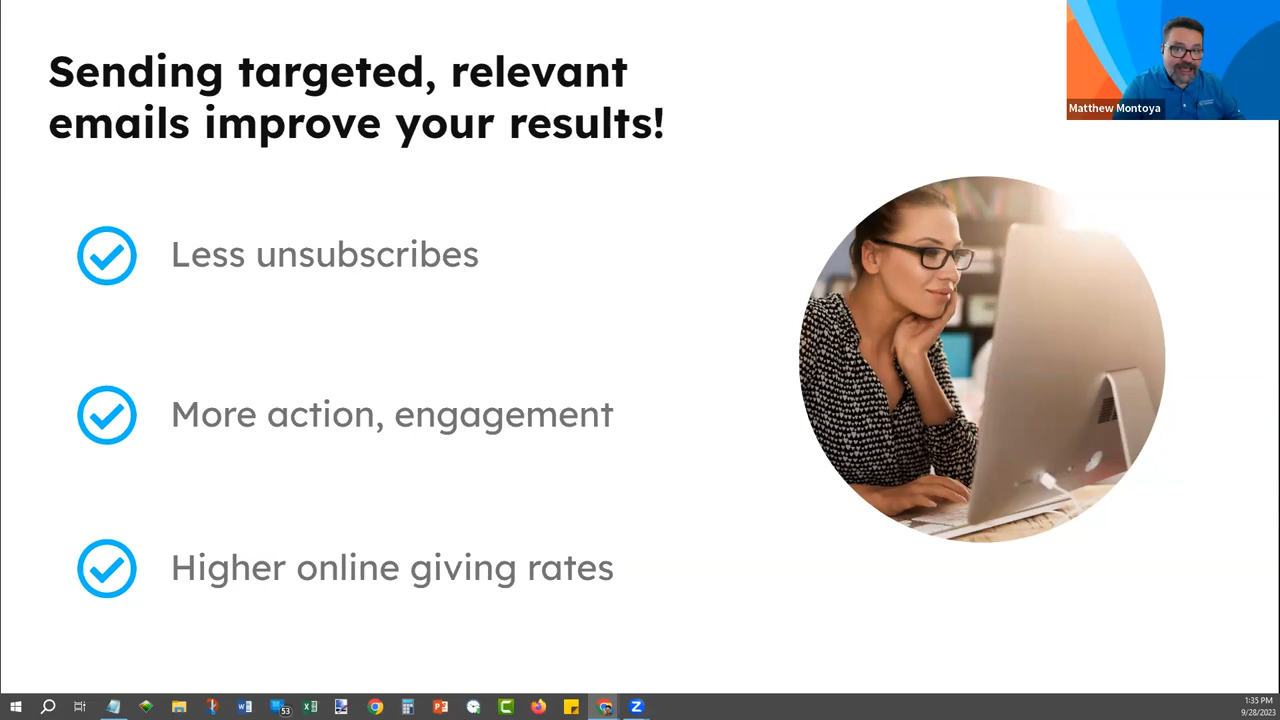 Sending targeted, relevant
emails improve your results!
Matthew Montoya
Less unsubscribes
More action, engagement
Higher online giving rates
53
1:35 PM
9/28/2023